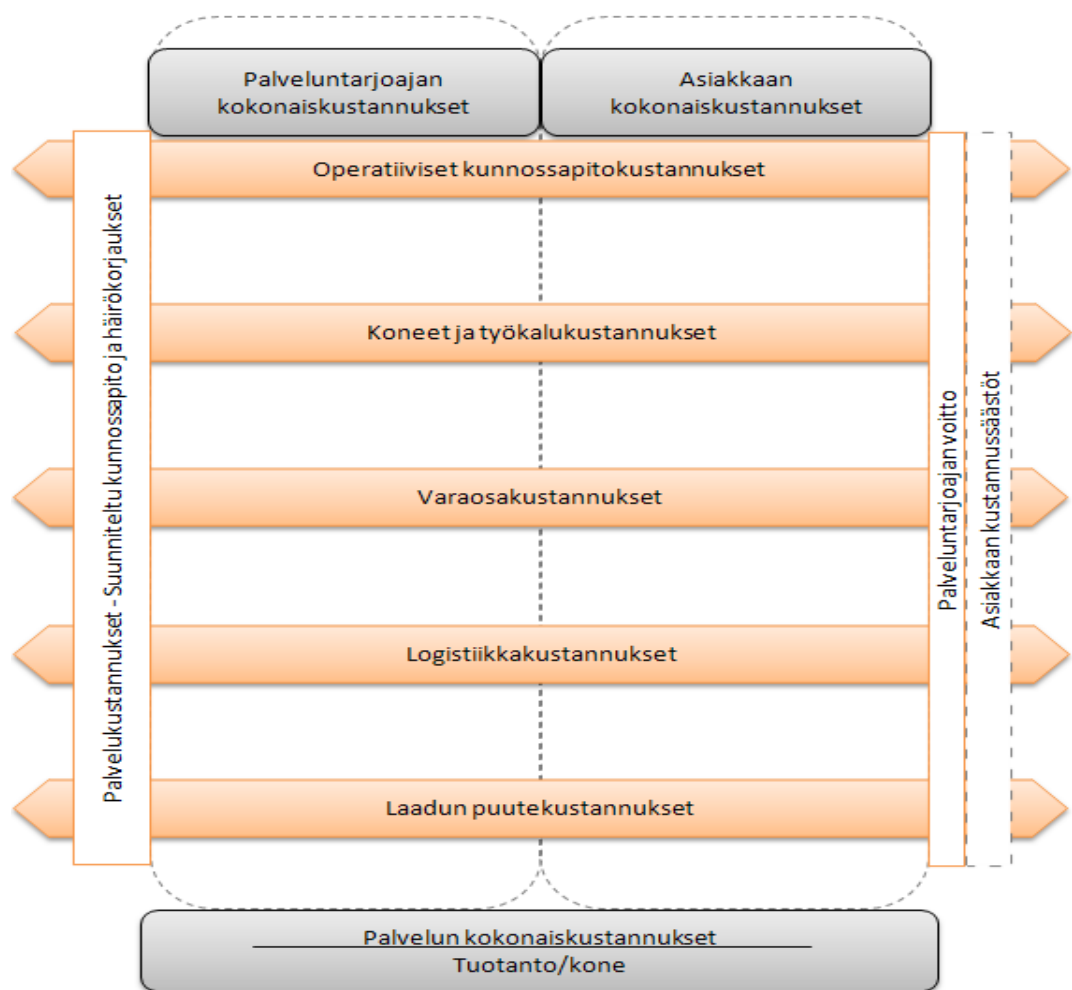 Palveluntarjoajan
kokonaiskustannukset
Asiakkaan
kokonaiskustannukset
Palvelukustannukset - Suunniteltu kunnossapito ja häirökorjaukset
Operatiiviset kunnossapitokustannukset
Koneet ja työkalukustannukset
Varaosakustannukset
Logistiikkakustannukset
Laadun puutekustannukset
Palveluntarjoajan voitto
Asiakkaan kustannussäästöt
Palvelun kokonaiskustannukset
Tuotanto/kone